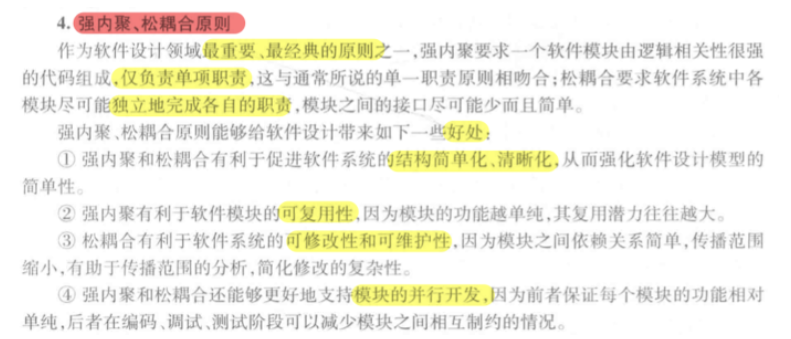 4. 强内聚、松耦合原则
作为软件设计领域最重要、最经典的原则之一,强内聚要求一个软件模块由逻辑相关性很强
的代码组成,仅负责单项职责,这与通常所说的单一职责原则相吻合;松耦合要求软件系统中各
模块尽可能独立地完成各自的职责,模块之间的接口尽可能少而且简单。
强内聚、松耦合原则能够给软件设计带来如下一些好处:
① 强内聚和松耦合有利于促进软件系统的结构简单化、清晰化,从而强化软件设计模型的
简单性。
② 强内聚有利于软件模块的可复用性,因为模块的功能越单纯,其复用潜力往往越大。
③ 松耦合有利于软件系统的可修改性和可维护性,因为模块之间依赖关系简单,传播范围
缩小,有助于传播范围的分析,简化修改的复杂性。
④ 强内聚和松耦合还能够更好地支持模块的并行开发,因为前者保证每个模块的功能相对
单纯,后者在编码、调试、测试阶段可以减少模块之间相互制约的情况。